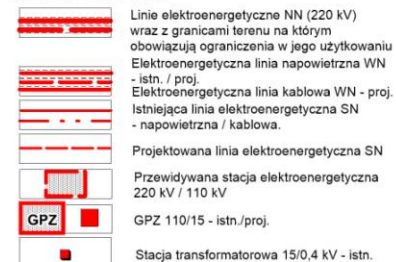 Linie elektroenergetyczne NN (220 kV)
wraz z granicami terenu na którym
obowiązują ograniczenia w jego użytkowaniu
Elektroenergetyczna linia napowietrzna WN
- istn. / proj.
Elektroenergetyczna linia kablowa WN - proj.
Istniejąca linia elektroenergetyczna SN
- napowietrzna / kablowa.
Projektowana linia elektroenergetyczna SN
Przewidywana stacja elektroenergetyczna
220 kV / 110 kV
GPZ
GPZ 110/15 - istn./proj.
Stacja transformatorowa 15/0,4 kV - istn.